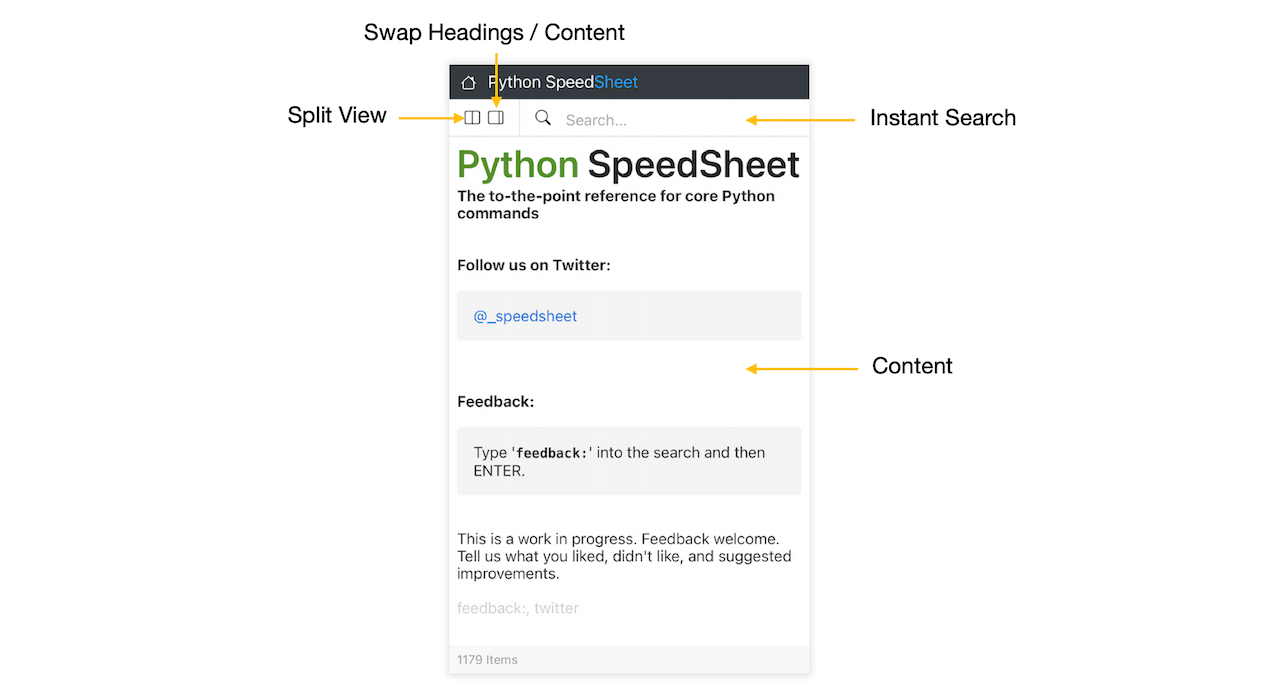 Swap Headings / Content
Python SpeedSheet
Split View
Search...
Instant Search
Python SpeedSheet
The to-the-point reference for core Python
commands
Follow us on Twitter:
@_speedsheet
Content
Feedback:
Type 'feedback:' into the search and then
ENTER.
This is a work in progress. Feedback welcome.
Tell us what you liked, didn't like, and suggested
improvements.
feedback:, twitter
1179 Items